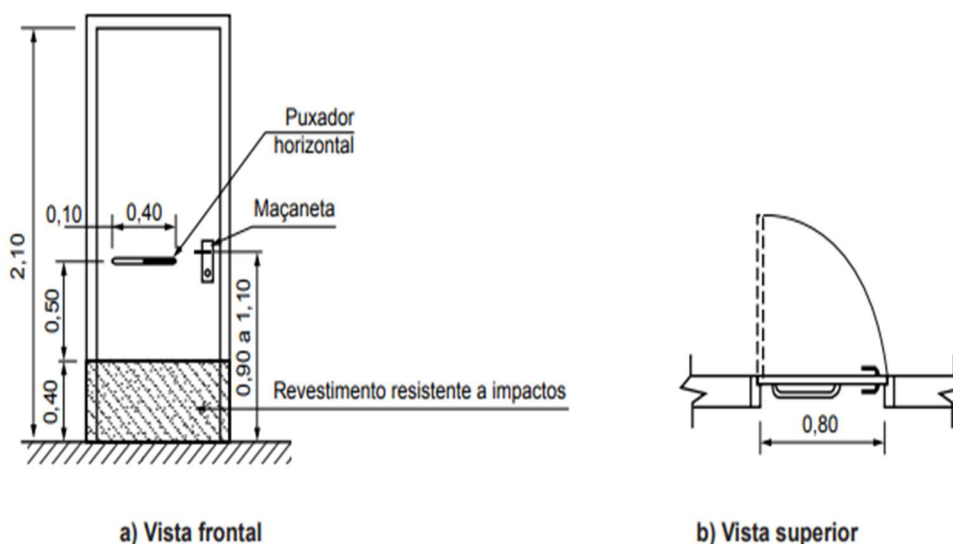 Puxador
horizontal
Maçaneta
0,10
0,40
2,10
0,50
0,90 a 1,10
0,40
Revestimento resistente a impactos
0,80
a) Vista frontal
b) Vista superior